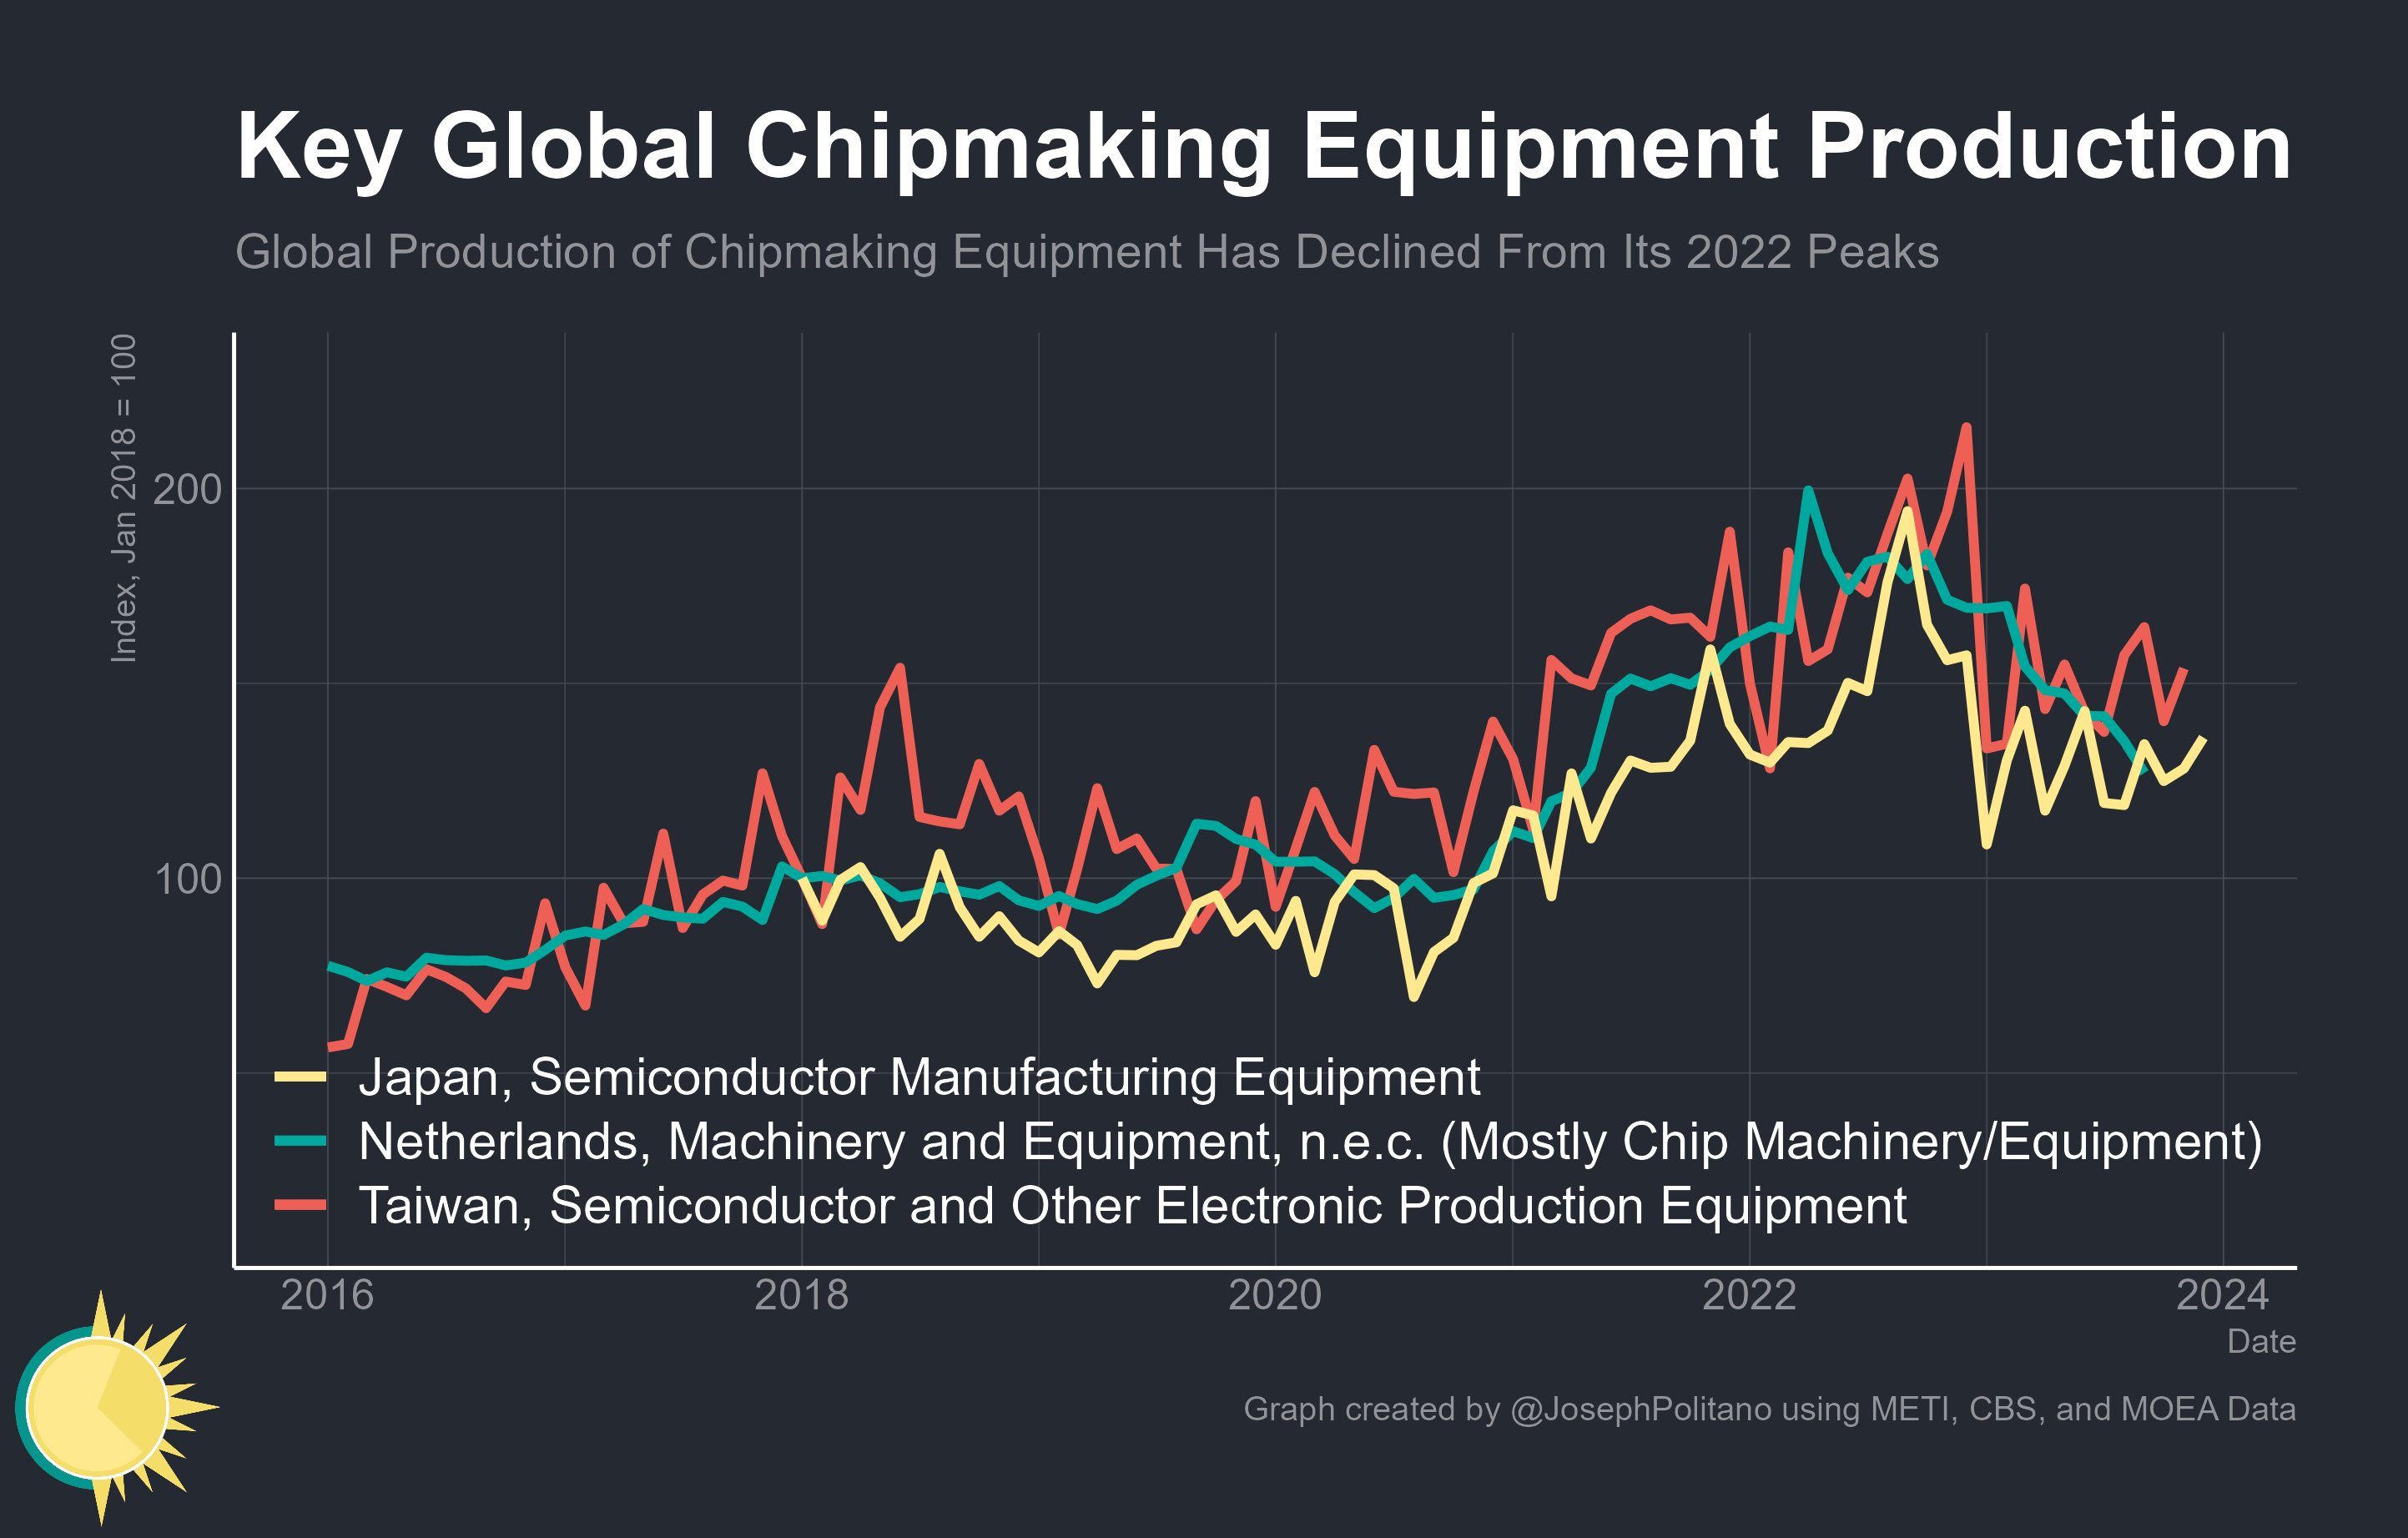 Key Global Chipmaking Equipment Production
Global Production of Chipmaking Equipment Has Declined From Its 2022 Peaks
Index, Jan 2018 = 100
200
100
Japan, Semiconductor Manufacturing Equipment
Netherlands, Machinery and Equipment, n.e.c. (Mostly Chip Machinery/Equipment)
Taiwan, Semiconductor and Other Electronic Production Equipment
2016 2018 2020 2022 2024
Date
Graph created by @JosephPolitano using METI, CBS, and MOEA Data